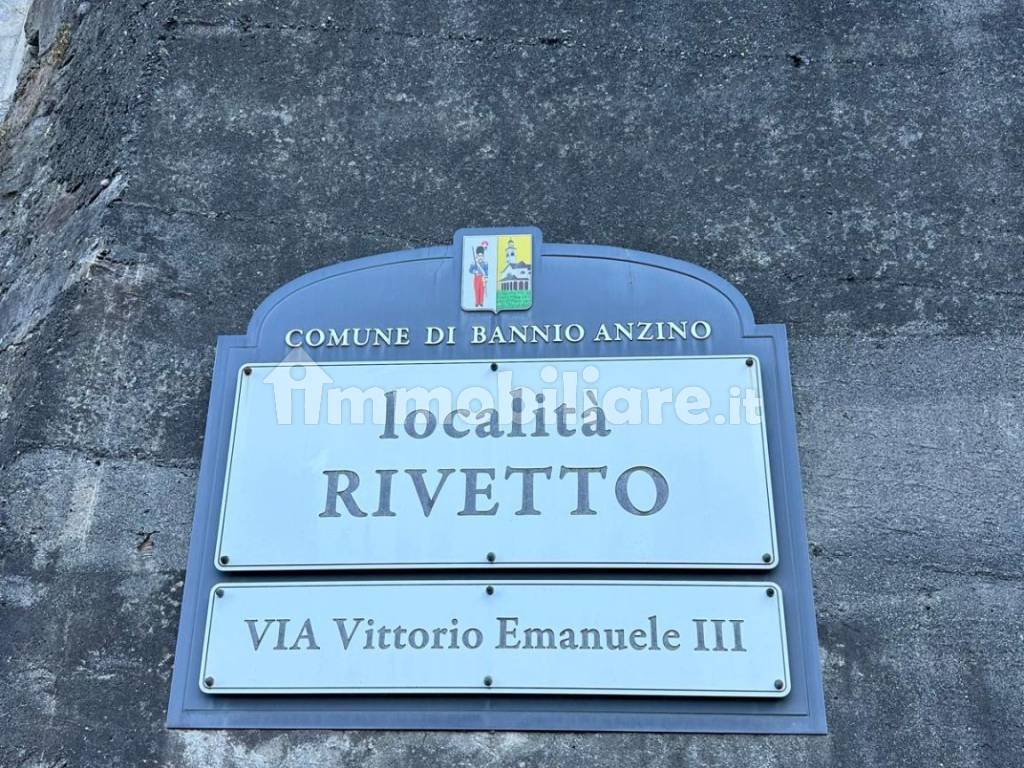 COMUNE DI BANNIO ANZINO
immobiliare.it
località
RIVETTO
VIA Vittorio Emanuele III